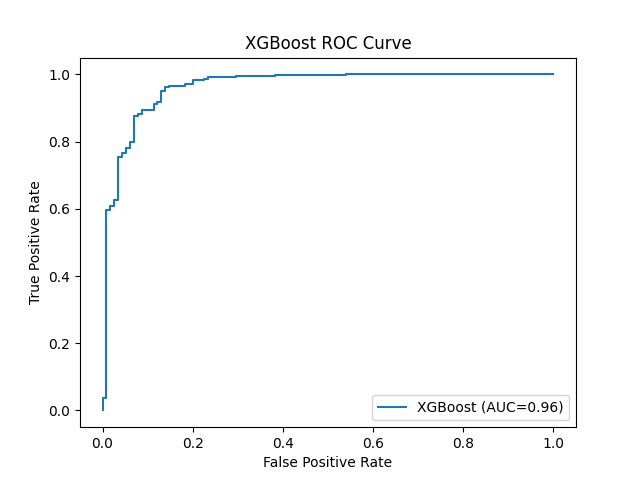 XGBoost ROC Curve
1.0
0.8
0.6
0.4
0.2
0.0
True Positive Rate
XGBoost (AUC=0.96)
0.0 0.2 0.4 0.6 0.8 1.0
False Positive Rate